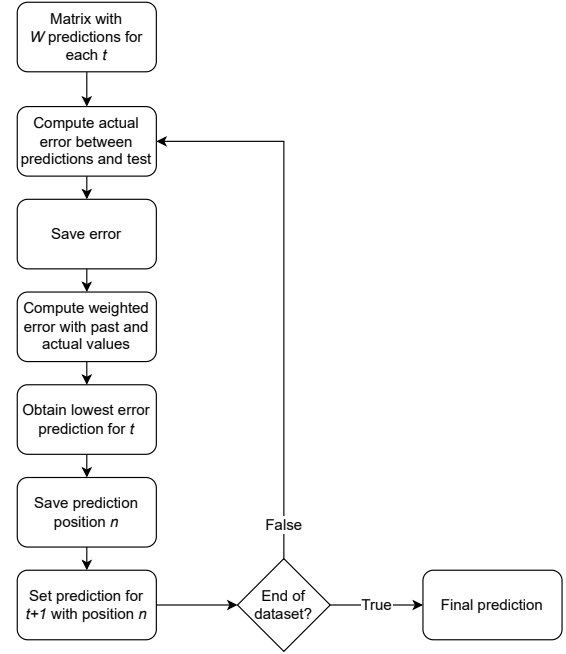 Matrix with
W predictions for
each t
Compute actual
error between
predictions and test
Save error
Compute weighted
error with past and
actual values
Obtain lowest error
prediction for t
Save prediction
position n
Set prediction for
t+1 with position n
False
End of
dataset?
True
Final prediction